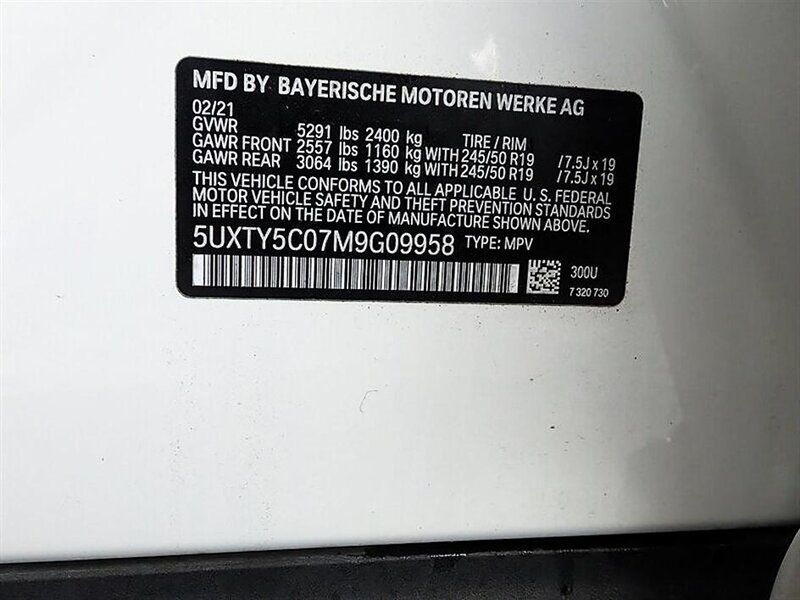 MFD BY BAYERISCHE MOTOREN WERKE AG
02/21
GVWR 5291 lbs 2400 kg TIRE / RIM
GAWR FRONT 2557 lbs 1160 kg WITH 245/50 R19 /7.5J x 19
GAWR REAR 3064 lbs 1390 kg WITH 245/50 R19 /7.5J x 19
THIS VEHICLE CONFORMS TO ALL APPLICABLE U. S. FEDERAL
MOTOR VEHICLE SAFETY AND THEFT PREVENTION STANDARDS
IN EFFECT ON THE DATE OF MANUFACTURE SHOWN ABOVE.
5UXTY5C07M9G09958 TYPE: MPV
300U
7 320 730